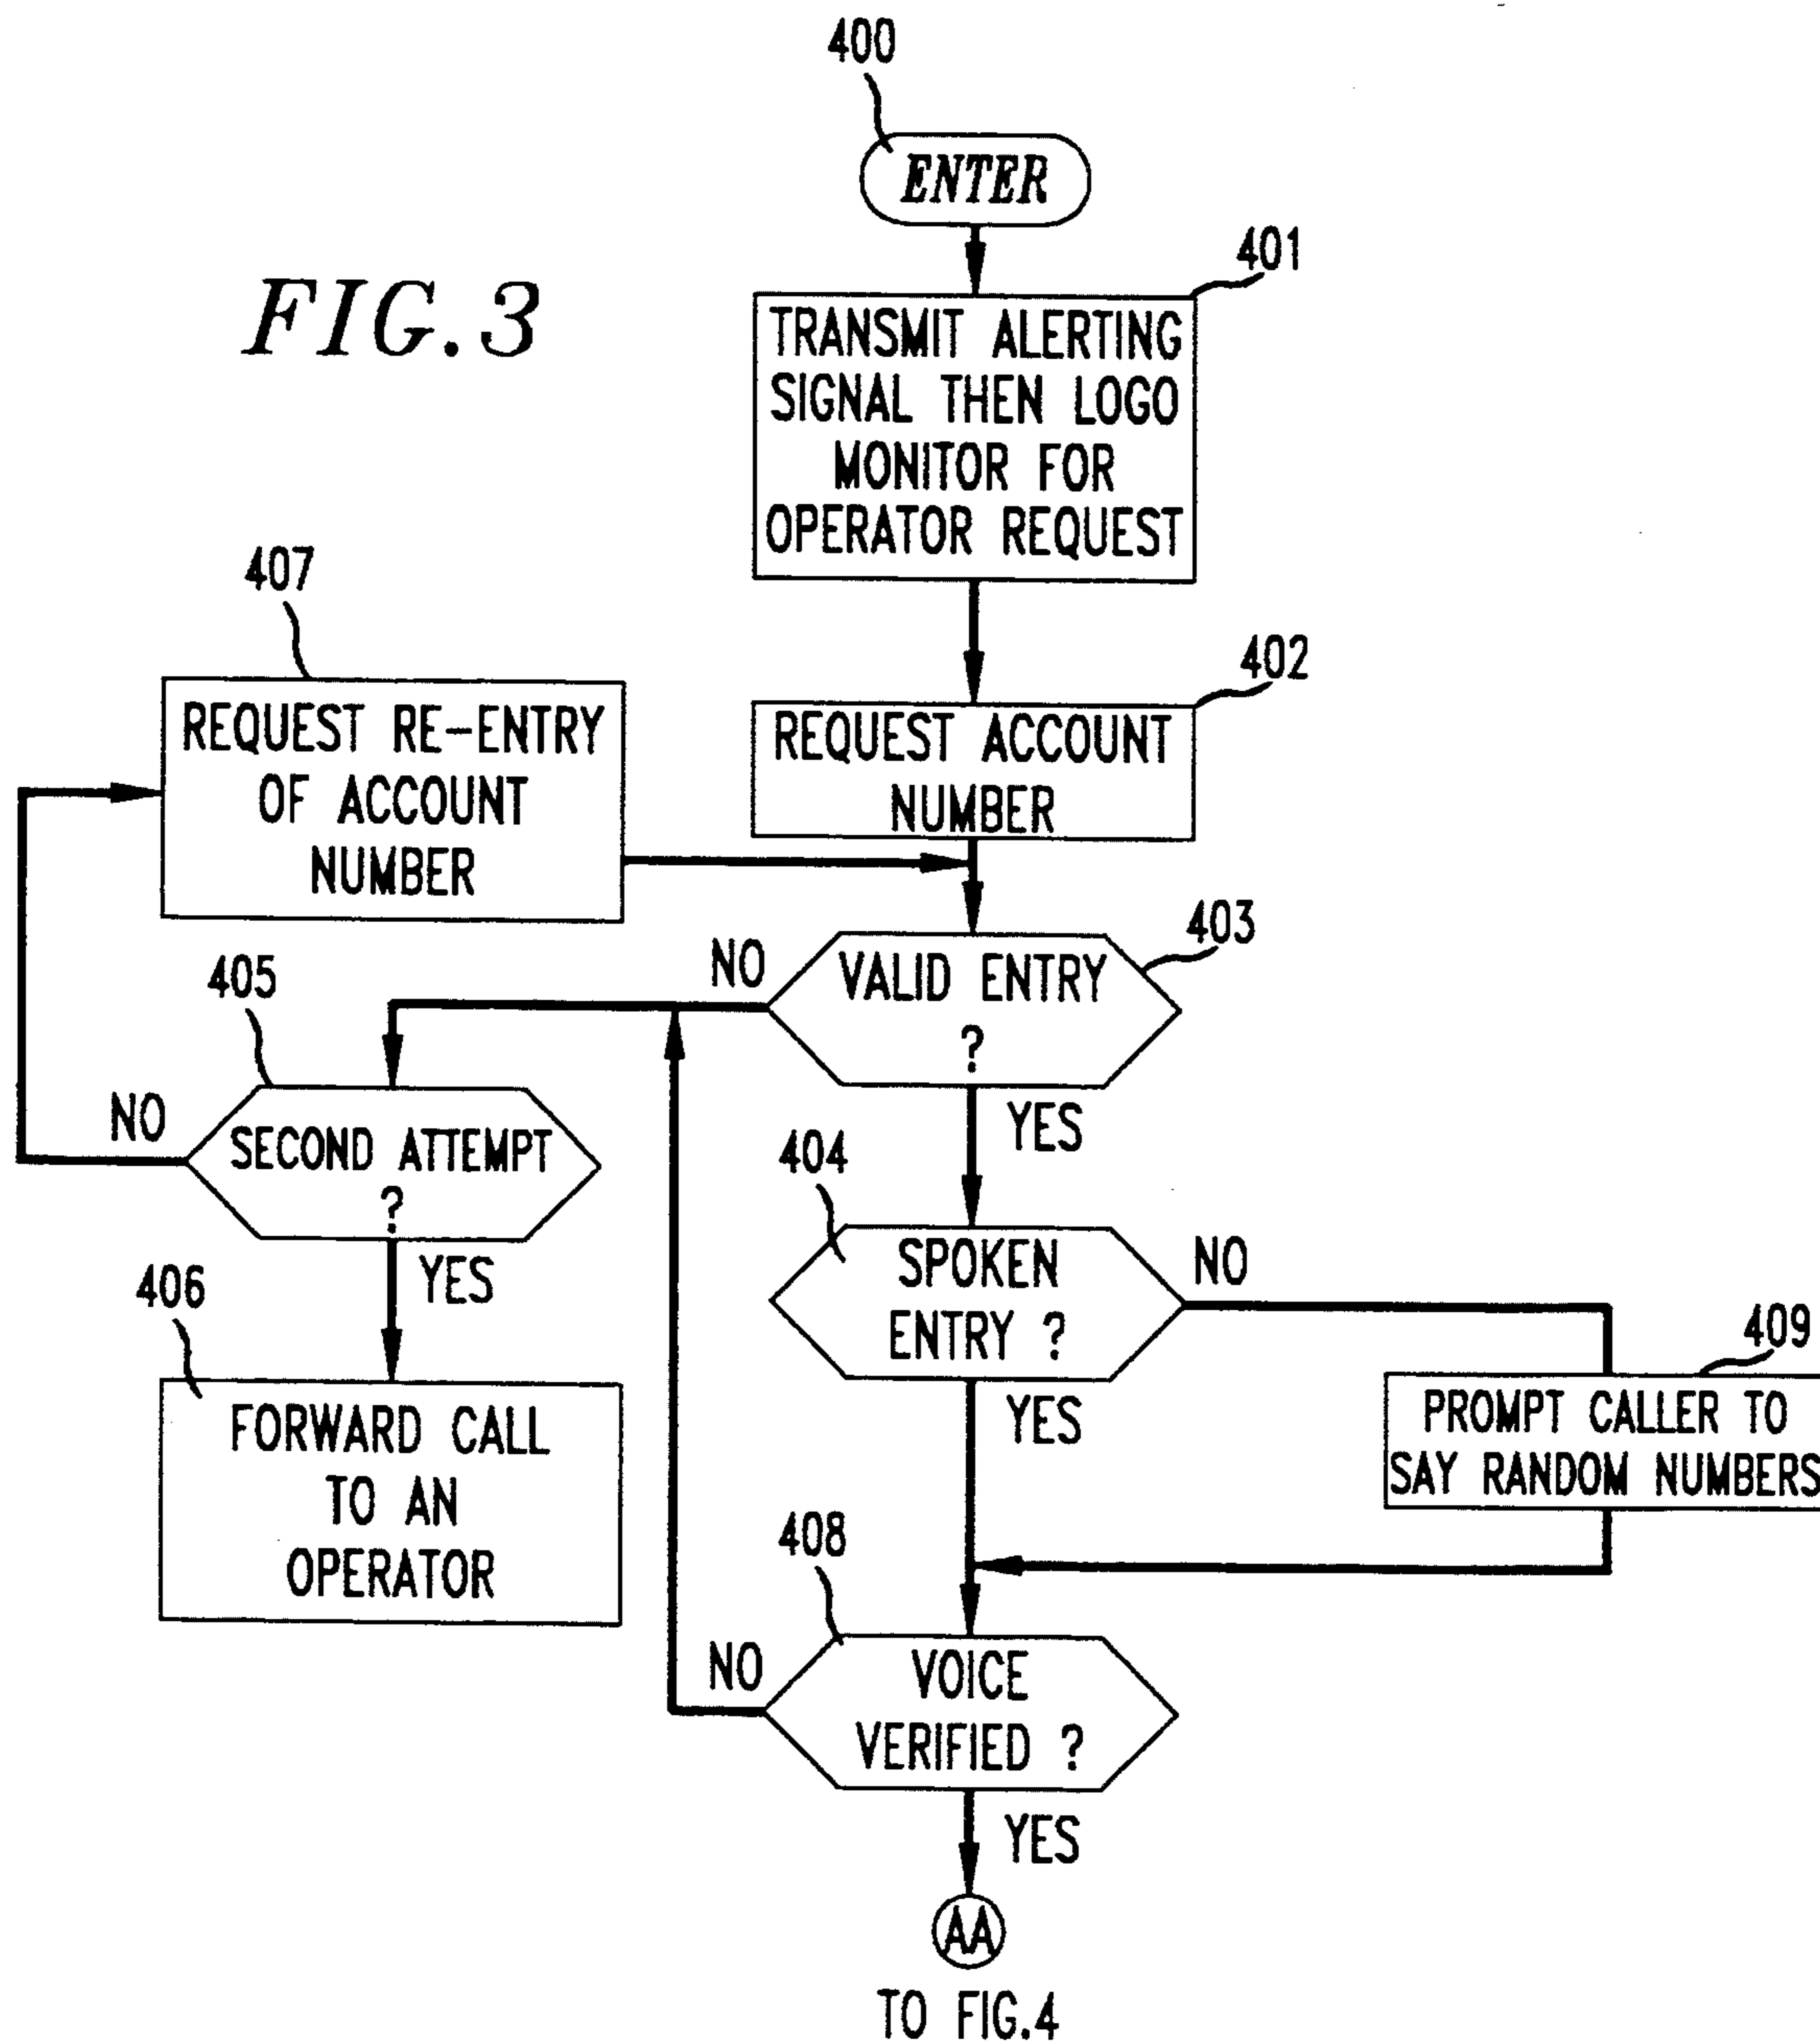 400
ENTER
FIG.3
401
TRANSMIT ALERTING
SIGNAL THEN LOGO
MONITOR FOR
OPERATOR REQUEST
407
REQUEST RE-ENTRY
OF ACCOUNT
NUMBER
402
REQUEST ACCOUNT
NUMBER
403
VALID ENTRY
?
NO
YES
405
SECOND ATTEMPT
?
NO
YES
406
FORWARD CALL
TO AN
OPERATOR
404
SPOKEN
ENTRY ?
NO
YES
409
PROMPT CALLER TO
SAY RANDOM NUMBERS
408
VOICE
VERIFIED ?
NO
YES
AA
TO FIG.4